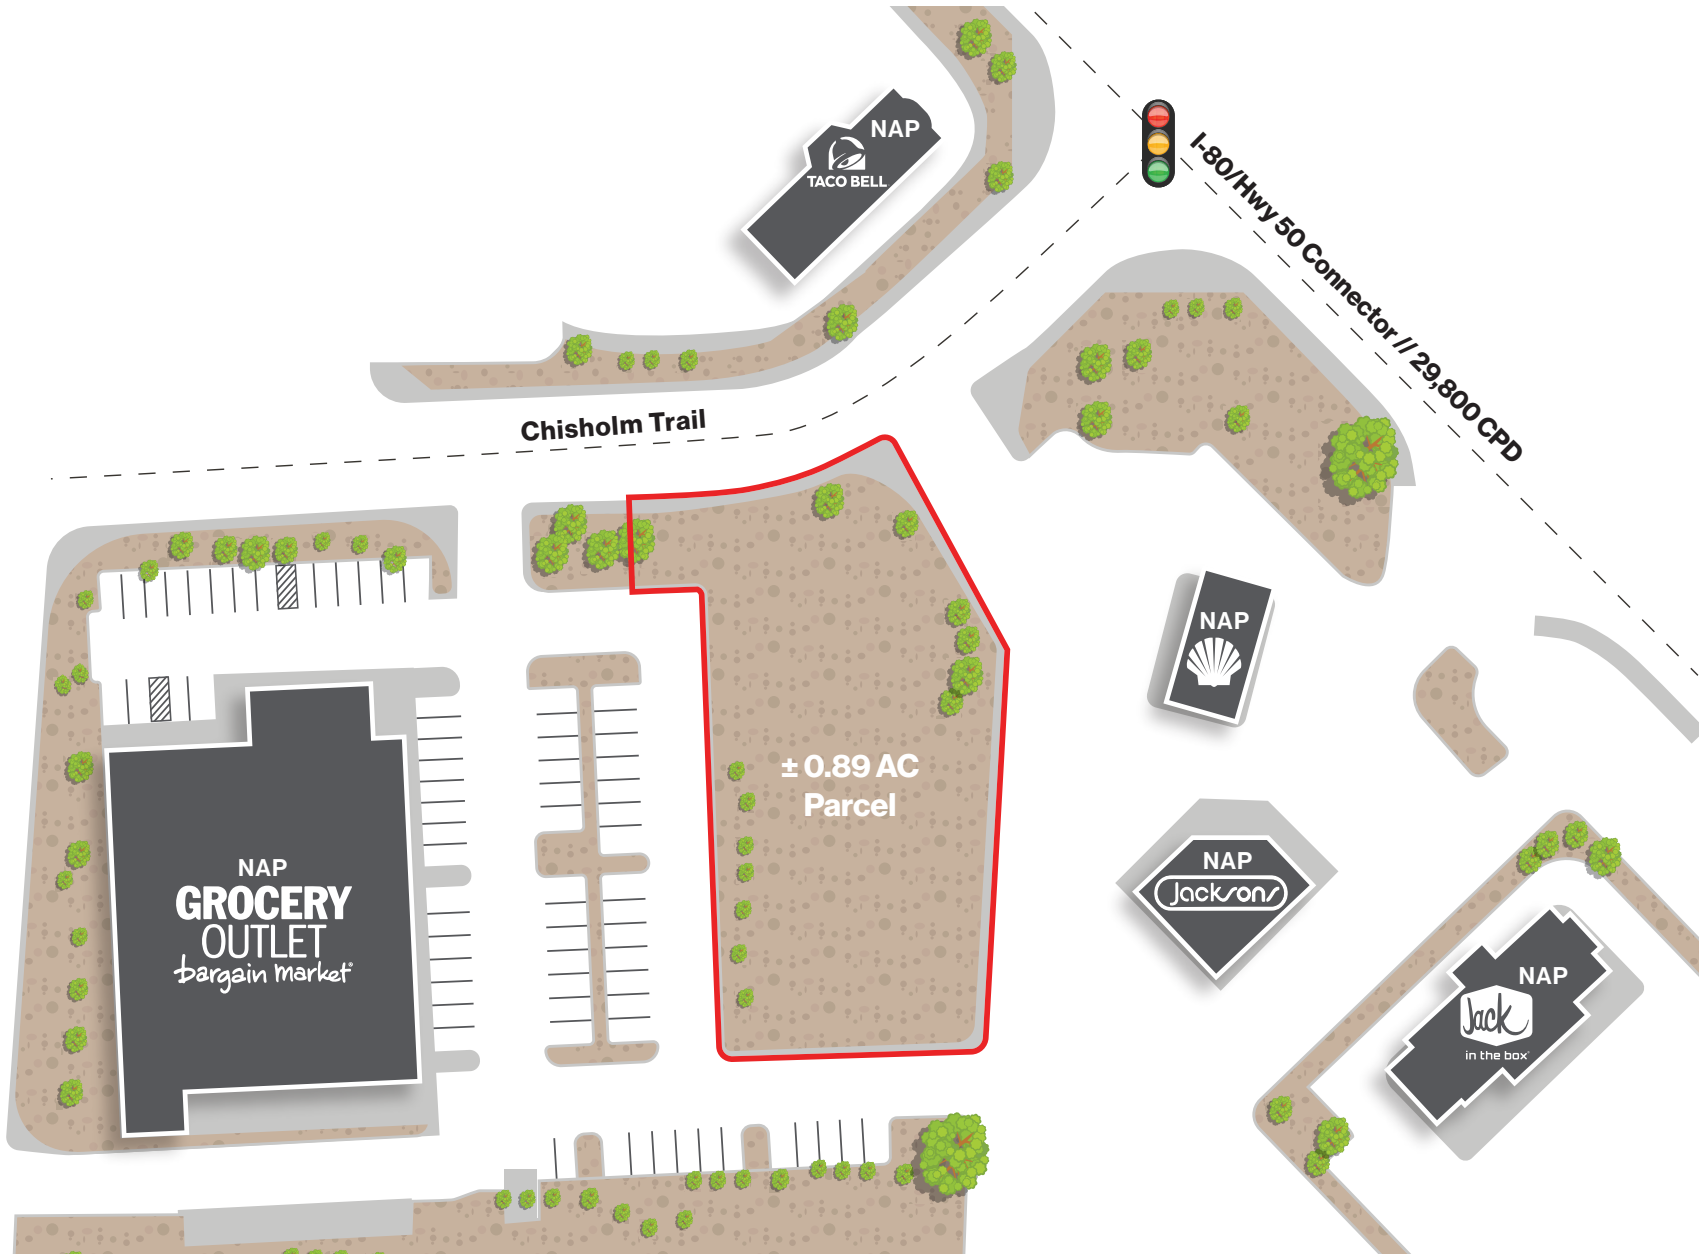 NAP
TACO BELL
I-80/Hwy 50 Connector // 29,800 CPD
Chisholm Trail
NAP
± 0.89 AC
Parcel
NAP
GROCERY
OUTLET
bargain market®
NAP
Jacksons
NAP
Jack
in the box®